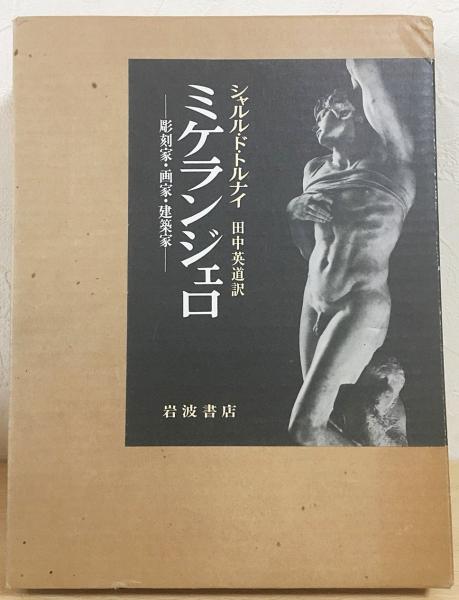 シャルル・ド・トルナイ 田中英道訳
ミケランジェロ
—彫刻家・画家・建築家—
岩波書店